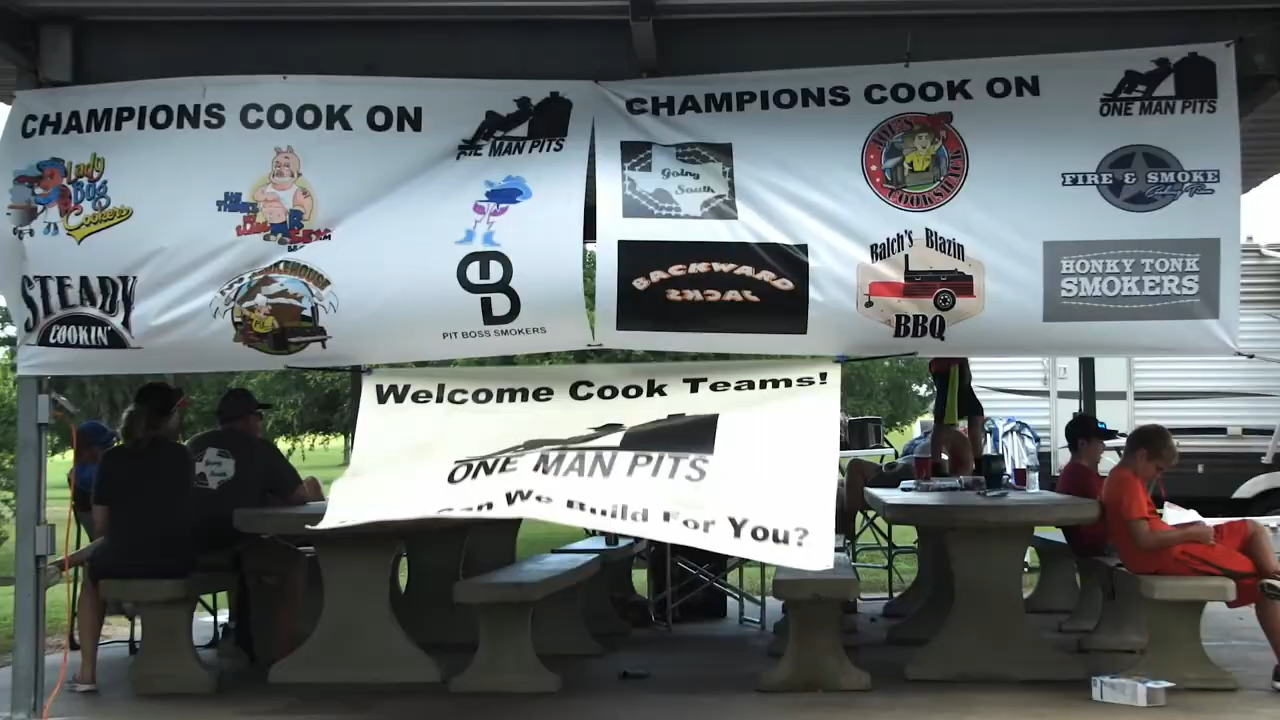 CHAMPIONS COOK ON
MAN PITS
Lady
Bug
Cookers
STEADY
COOKIN'
PIT BOSS SMOKERS
CHAMPIONS COOK ON
ONE MAN PITS
Going
South
JOE'S
COOKSHACK
FIRE & SMOKE
BACKWARD
JACKS
Balch's Blazin
BBQ
HONKY TONK
SMOKERS
Welcome Cook Teams!
ONE MAN PITS
Can We Build For You?